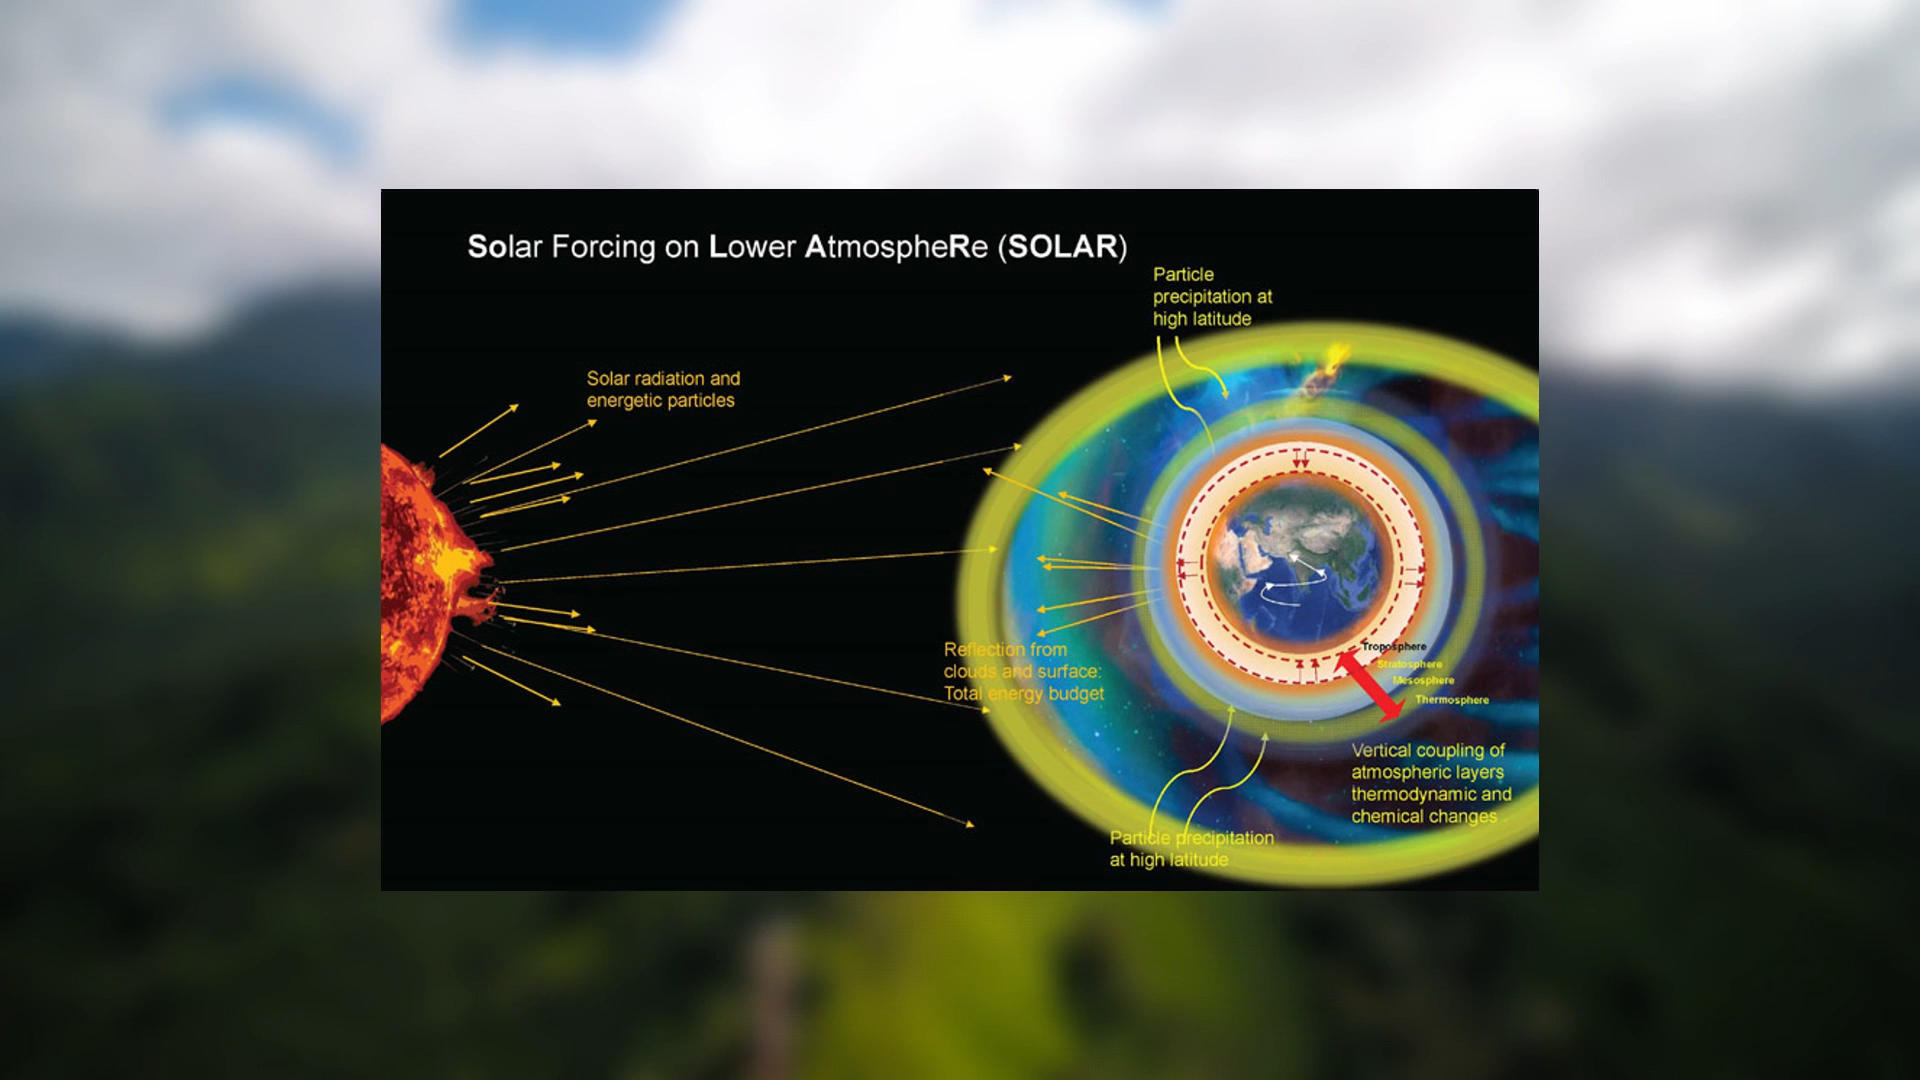 Solar Forcing on Lower AtmospheRe (SOLAR)
Particle
precipitation at
high latitude
Solar radiation and
energetic particles
Reflection from
clouds and surface:
Total energy budget
Troposphere
Stratosphere
Mesosphere
Thermosphere
Vertical coupling of
atmospheric layers
thermodynamic and
chemical changes .
Particle precipitation
at high latitude